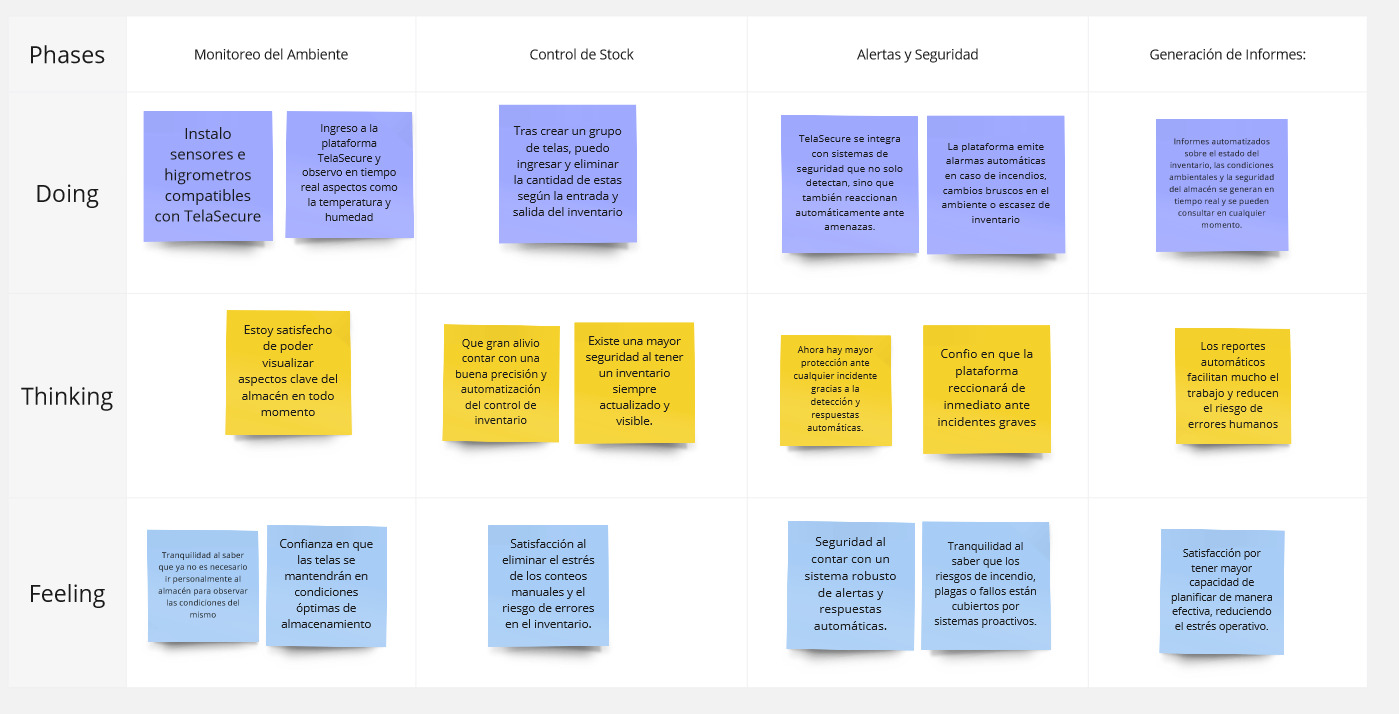 Phases
Monitoreo del Ambiente
Control de Stock
Alertas y Seguridad
Generación de Informes:
Doing
Instalo
sensores e
higrometros
compatibles
con TelaSecure
Ingreso a la
plataforma
TelaSecure y
observo en tiempo
real aspectos como
la temperatura y
humedad
Tras crear un grupo
de telas, puedo
ingresar y eliminar
la cantidad de estas
según la entrada y
salida del inventario
TelaSecure se integra
con sistemas de
seguridad que no solo
detectan, sino que
también reaccionan
automáticamente ante
amenazas.
La plataforma emite
alarmas automáticas
en caso de incendios,
cambios bruscos en el
ambiente o escasez de
inventario
Informes automatizados
sobre el estado del
inventario, las condiciones
ambientales y la seguridad
del almacén se generan en
tiempo real y se pueden
consultar en cualquier
momento.
Thinking
Estoy satisfecho
de poder
visualizar
aspectos clave del
almacén en todo
momento
Que gran alivio
contar con una
buena precisión y
automatización
del control de
inventario
Existe una mayor
seguridad al tener
un inventario
siempre
actualizado y
visible.
Ahora hay mayor
protección ante
cualquier incidente
gracias a la
detección y
respuestas
automáticas.
Confio en que la
plataforma
reccionará de
inmediato ante
incidentes graves
Los reportes
automáticos
facilitan mucho el
trabajo y reducen
el riesgo de
errores humanos
Feeling
Tranquilidad al saber
que ya no es necesario
ir personalmente al
almacén para observar
las condiciones del
mismo
Confianza en que
las telas se
mantendrán en
condiciones
óptimas de
almacenamiento
Satisfacción al
eliminar el estrés
de los conteos
manuales y el
riesgo de errores
en el inventario.
Seguridad al
contar con un
sistema robusto
de alertas y
respuestas
automáticas.
Tranquilidad al
saber que los
riesgos de incendio,
plagas o fallos están
cubiertos por
sistemas proactivos.
Satisfacción por
tener mayor
capacidad de
planificar de manera
efectiva, reduciendo
el estrés operativo.